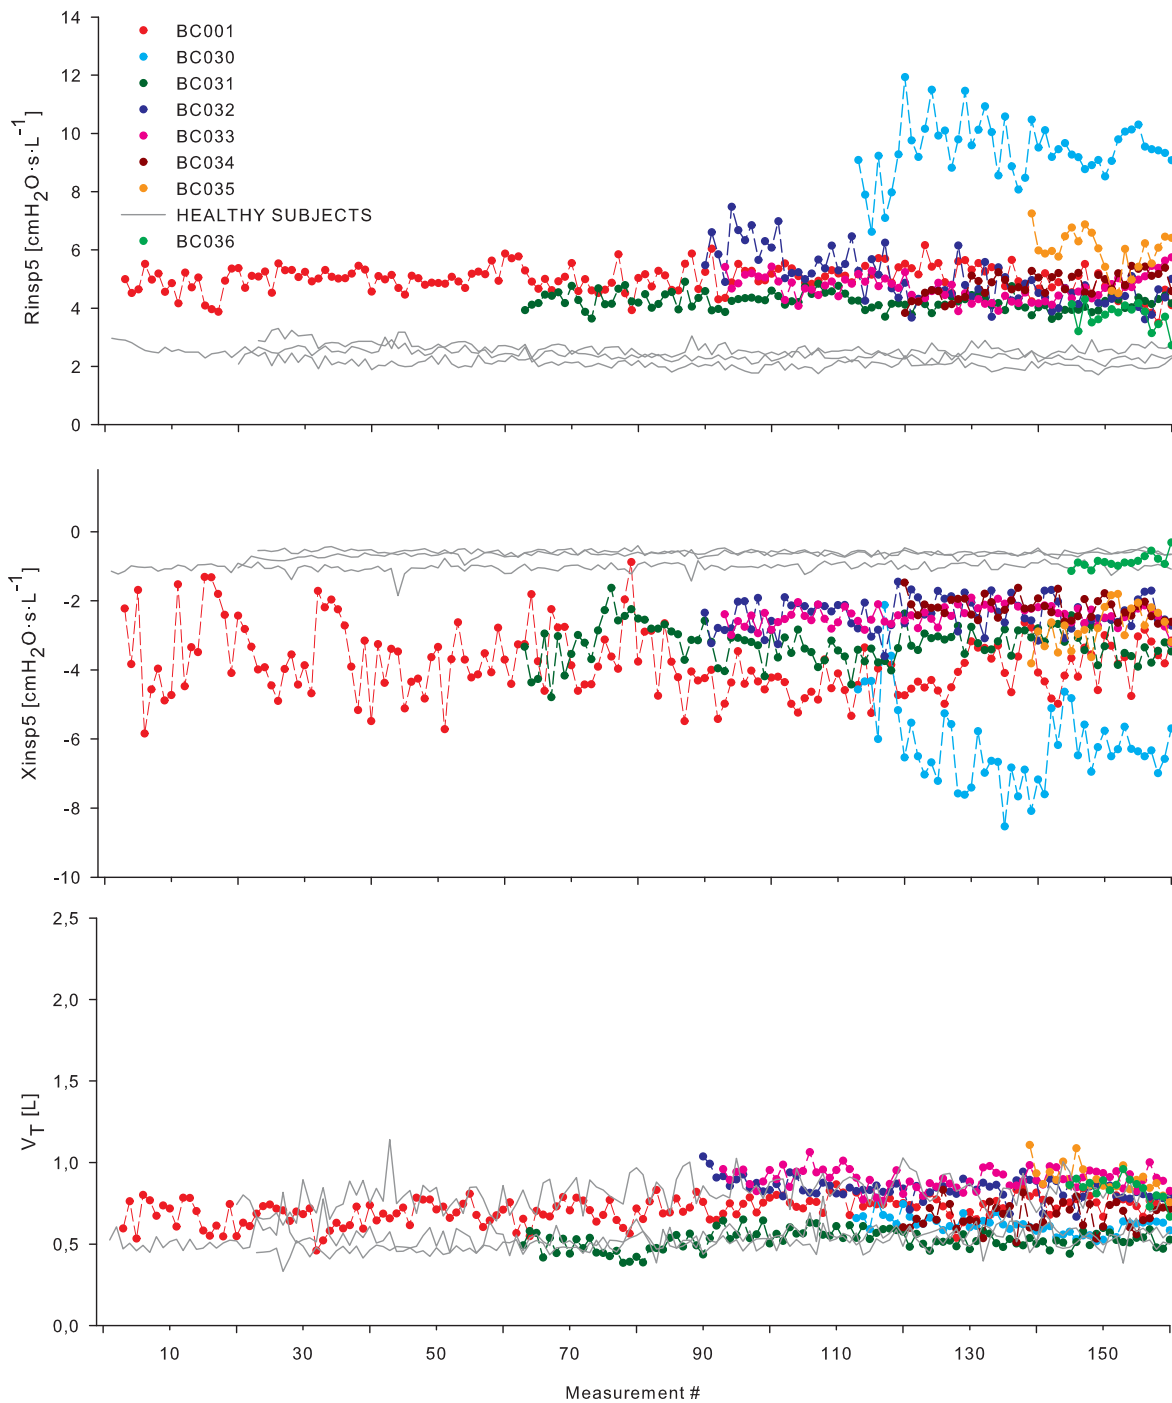 14
12
10
8
6
4
2
0
Rinsp5 [cmH2O·s·L-1]
BC001
BC030
BC031
BC032
BC033
BC034
BC035
HEALTHY SUBJECTS
BC036
0
-2
-4
-6
-8
-10
Xinsp5 [cmH2O·s·L-1]
2,5
2,0
1,5
1,0
0,5
0,0
VT [L]
10 30 50 70 90 110 130 150
Measurement #